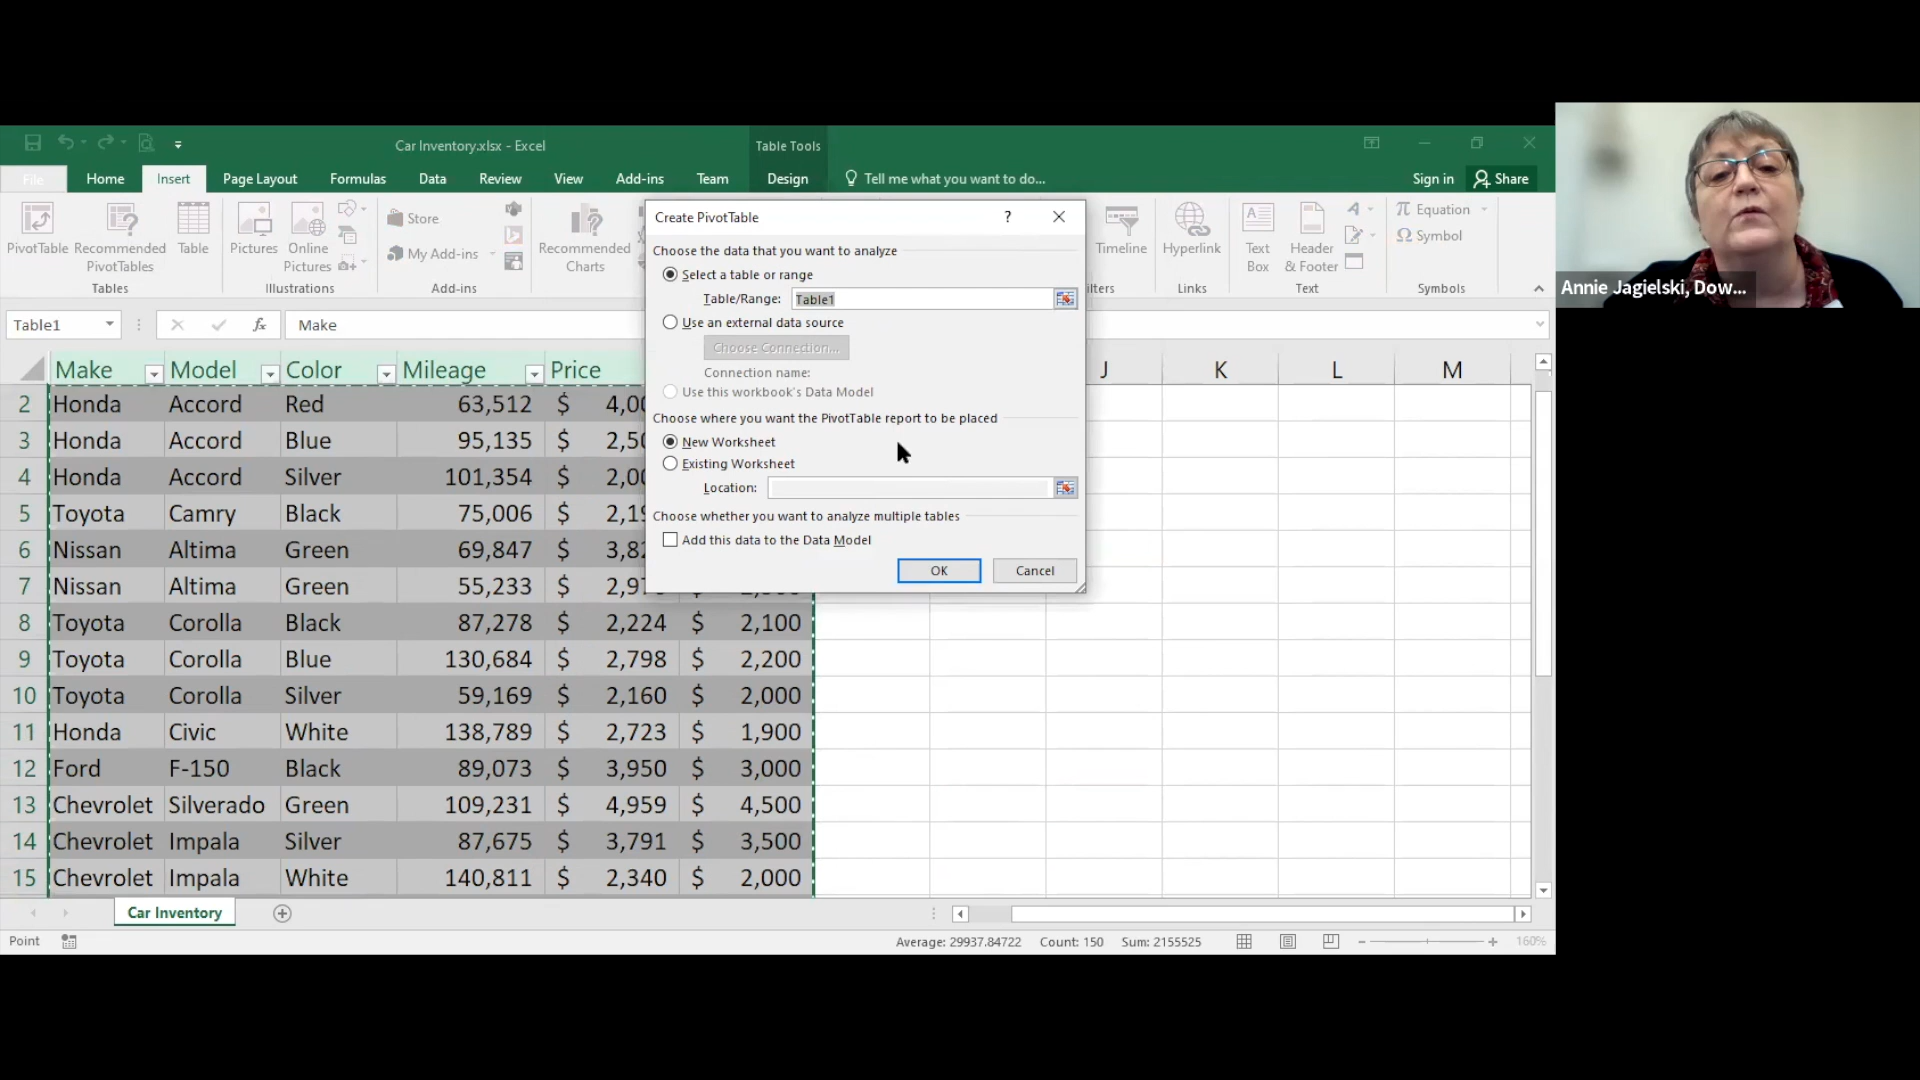 Car Inventory.xlsx - Excel
Table Tools
File Home Insert Page Layout Formulas Data Review View Add-ins Team Design Tell me what you want to do... Sign in Share
PivotTable
Recommended
PivotTables
Table
Tables
Pictures
Online
Pictures
Illustrations
Store
My Add-ins
Add-ins
Recommended
Charts
Timeline
Hyperlink
Links
Text
Box
Header
& Footer
Text
Equation
Symbol
Symbols
Create PivotTable ?
Choose the data that you want to analyze
Select a table or range
Table/Range: Table1
Use an external data source
Choose Connection...
Connection name:
Use this workbook's Data Model
Choose where you want the PivotTable report to be placed
New Worksheet
Existing Worksheet
Location:
Choose whether you want to analyze multiple tables
Add this data to the Data Model
OK Cancel
Table1 fx Make
Make Model Color Mileage Price J K L M
2 Honda Accord Red 63,512 $
3 Honda Accord Blue 95,135 $
4 Honda Accord Silver 101,354 $
5 Toyota Camry Black 75,006 $
6 Nissan Altima Green 69,847 $
7 Nissan Altima Green 55,233 $
8 Toyota Corolla Black 87,278 $ 2,224 $ 2,100
9 Toyota Corolla Blue 130,684 $ 2,798 $ 2,200
10 Toyota Corolla Silver 59,169 $ 2,160 $ 2,000
11 Honda Civic White 138,789 $ 2,723 $ 1,900
12 Ford F-150 Black 89,073 $ 3,950 $ 3,000
13 Chevrolet Silverado Green 109,231 $ 4,959 $ 4,500
14 Chevrolet Impala Silver 87,675 $ 3,791 $ 3,500
15 Chevrolet Impala White 140,811 $ 2,340 $ 2,000
Car Inventory
Point Average: 29937.84722 Count: 150 Sum: 2155525 160%
Annie Jagielski, Dow...